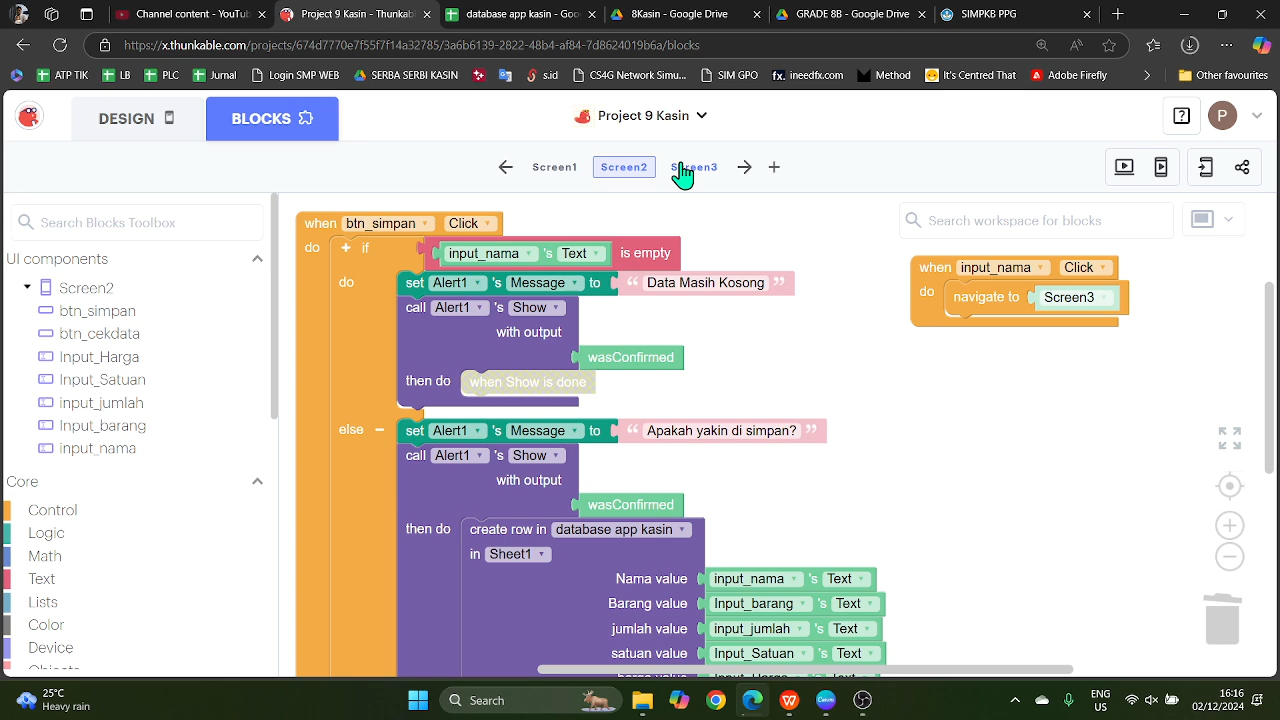 Channel content - YouTub
Project 9 Kasin - Thunkab
database app kasin - Goo
8Kasin - Google Drive
GRADE 8B - Google Drive
SIMPKB PPG
https://x.thunkable.com/projects/674d7770e7f55f7f14a32785/3a6b6139-2822-48b4-af84-7d8624019b6a/blocks
ATP TIK
LB
PLC
Jurnal
Login SMP WEB
SERBA SERBI KASIN
sid
CS4G Network Simu...
SIM GPO
ineedfx.com
Method
It's Centred That
Adobe Firefly
Other favourites
DESIGN
BLOCKS
Project 9 Kasin
P
Screen1
Screen2
Screen3
Search Blocks Toolbox
UI components
Screen2
btn_simpan
btn_cekdata
Input_Harga
Input_Satuan
input_jumlah
Input_barang
input_nama
Core
Control
Logic
Math
Text
Lists
Color
Device
Objects
when btn_simpan Click
do + if input_nama 's Text is empty
do set Alert1 's Message to “ Data Masih Kosong ”
call Alert1 's Show
with output
wasConfirmed
then do when Show is done
else - set Alert1 's Message to “ Apakah yakin di simpan? ”
call Alert1 's Show
with output
wasConfirmed
then do create row in database app kasin
in Sheet1
Nama value input_nama 's Text
Barang value Input_barang 's Text
jumlah value input_jumlah 's Text
satuan value Input_Satuan 's Text
Search workspace for blocks
when input_nama Click
do navigate to Screen3
25°C
Heavy rain
Search
ENG
US
16:16
02/12/2024